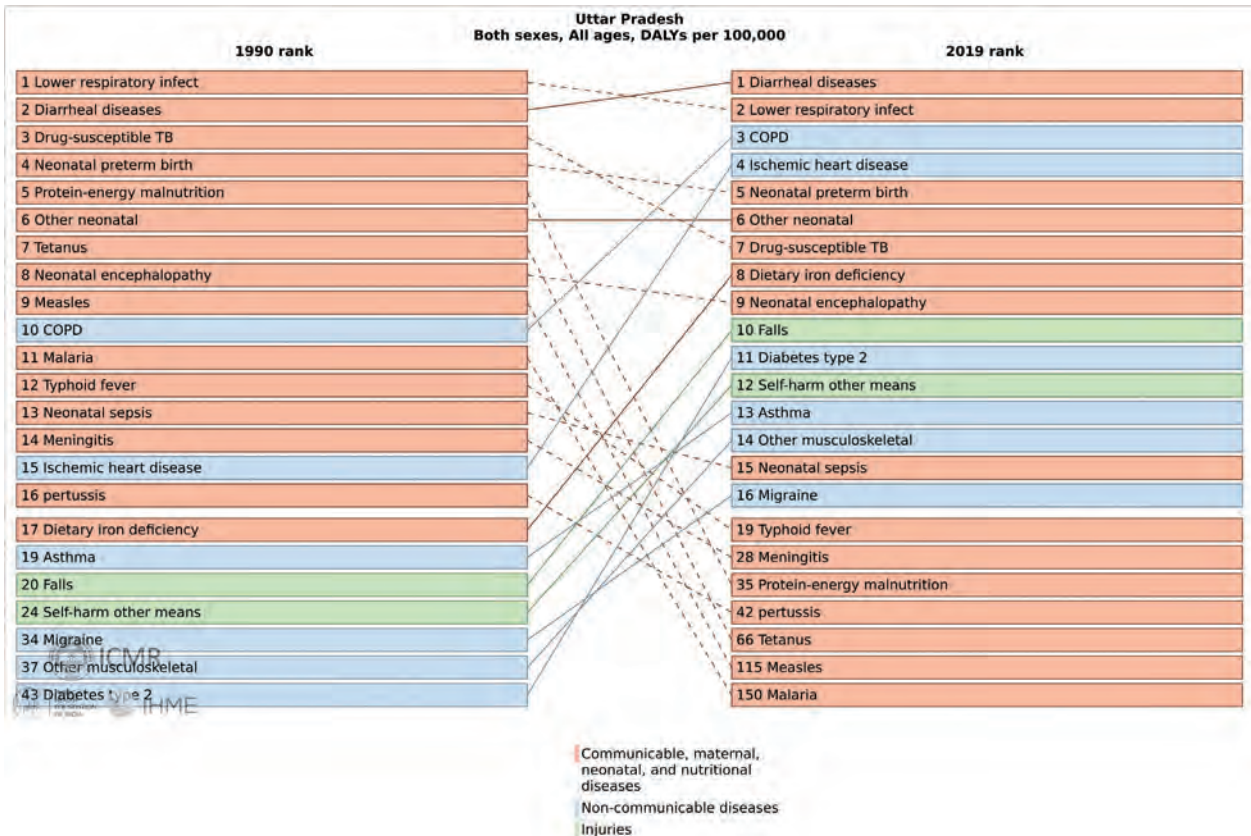 Uttar Pradesh
Both sexes, All ages, DALYs per 100,000
1990 rank
1 Lower respiratory infect
2 Diarrheal diseases
3 Drug-susceptible TB
4 Neonatal preterm birth
5 Protein-energy malnutrition
6 Other neonatal
7 Tetanus
8 Neonatal encephalopathy
9 Measles
10 COPD
11 Malaria
12 Typhoid fever
13 Neonatal sepsis
14 Meningitis
15 Ischemic heart disease
16 pertussis
17 Dietary iron deficiency
19 Asthma
20 Falls
24 Self-harm other means
34 Migraine
37 Other musculoskeletal
43 Diabetes type 2
ICMR
IHME
2019 rank
1 Diarrheal diseases
2 Lower respiratory infect
3 COPD
4 Ischemic heart disease
5 Neonatal preterm birth
6 Other neonatal
7 Drug-susceptible TB
8 Dietary iron deficiency
9 Neonatal encephalopathy
10 Falls
11 Diabetes type 2
12 Self-harm other means
13 Asthma
14 Other musculoskeletal
15 Neonatal sepsis
16 Migraine
19 Typhoid fever
28 Meningitis
35 Protein-energy malnutrition
42 pertussis
66 Tetanus
115 Measles
150 Malaria
Communicable, maternal,
neonatal, and nutritional
diseases
Non-communicable diseases
Injuries